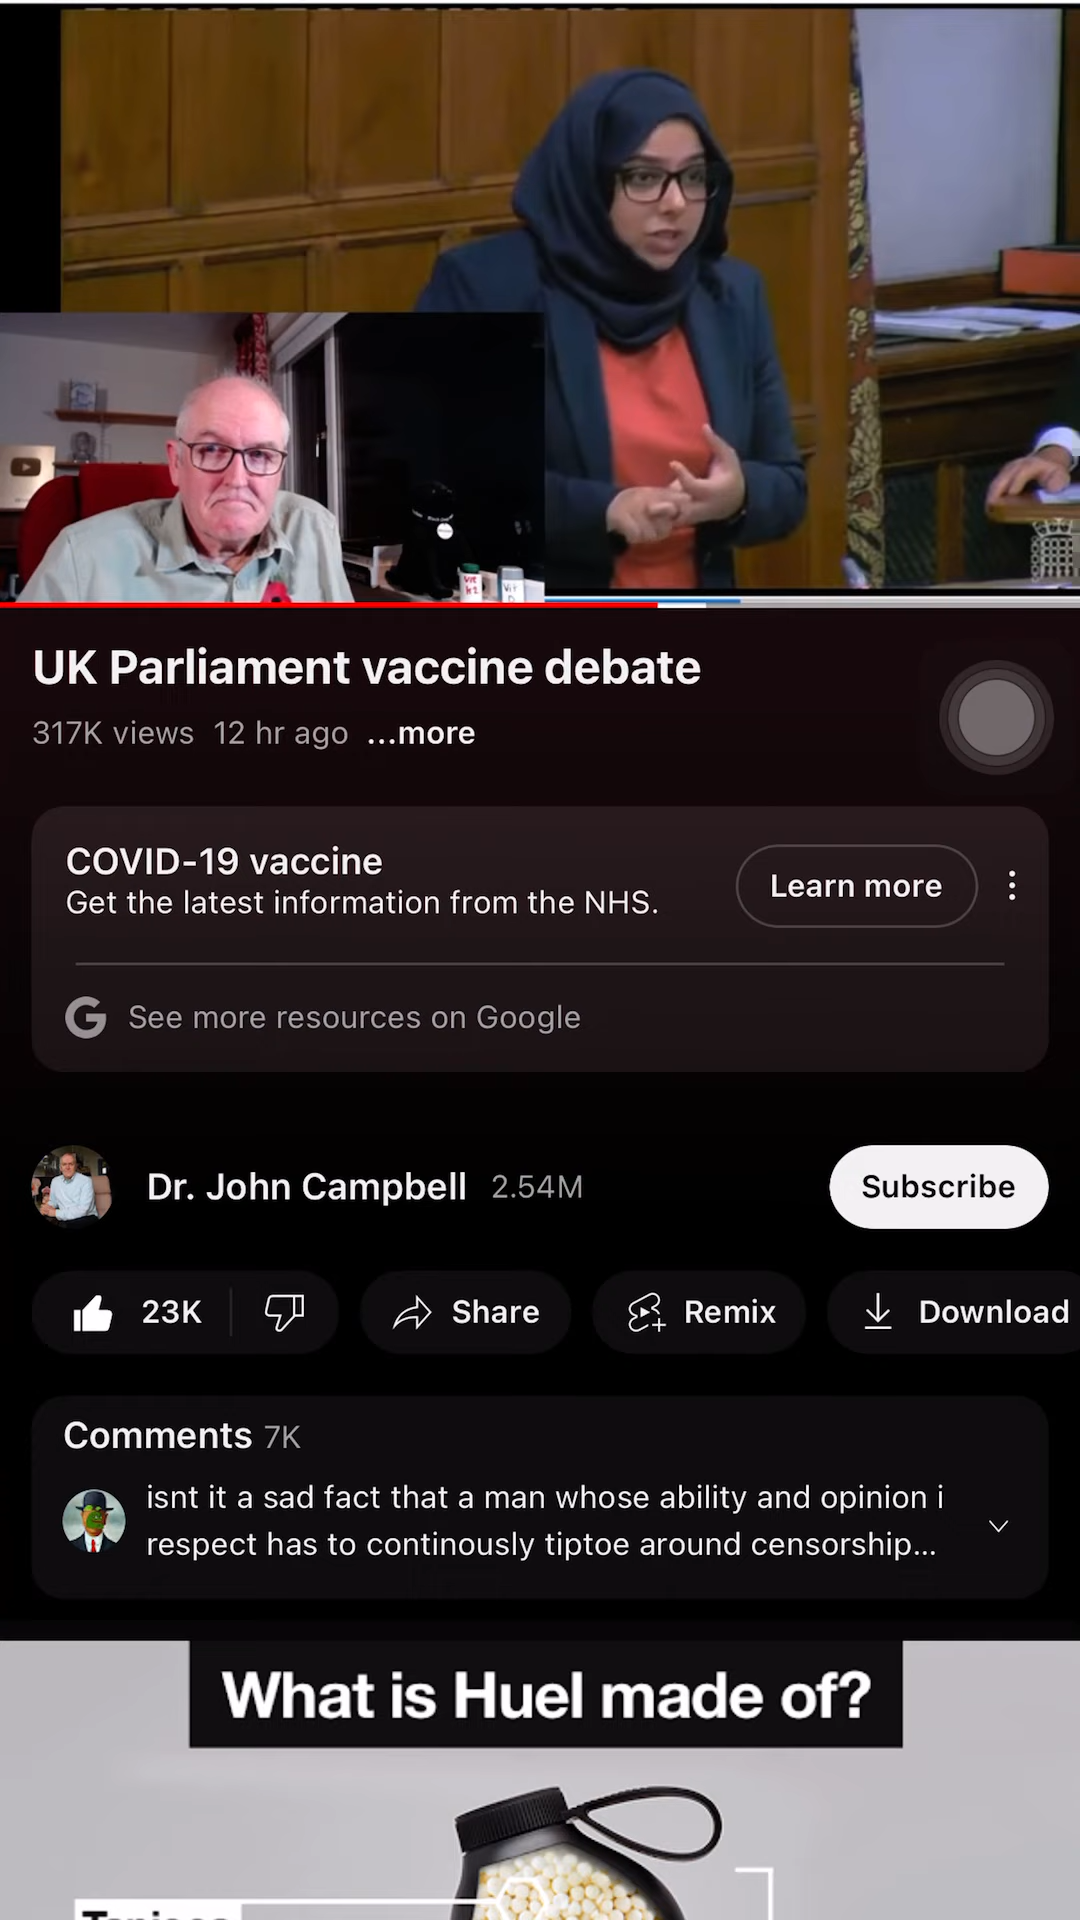 VIT
K2
VIT
D
UK Parliament vaccine debate
317K views 12 hr ago ...more
COVID-19 vaccine
Get the latest information from the NHS.
Learn more
See more resources on Google
Dr. John Campbell 2.54M
Subscribe
23K
Share
Remix
Download
Comments 7K
isnt it a sad fact that a man whose ability and opinion i
respect has to continously tiptoe around censorship...
What is Huel made of?